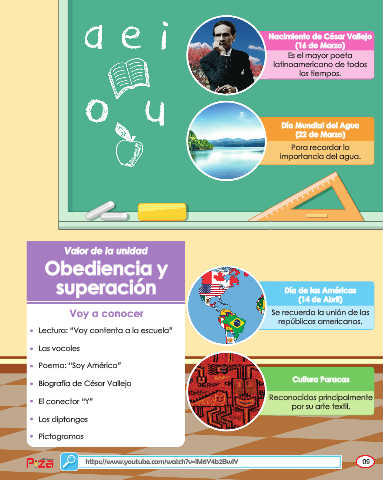 a e i
o u
Nacimiento de César Vallejo
(16 de Marzo)
Es el mayor poeta
latinoamericano de todos
los tiempos.
Día Mundial del Agua
(22 de Marzo)
Para recordar la
importancia del agua.
Valor de la unidad
Obediencia y
superación
Voy a conocer
• Lectura: “Voy contenta a la escuela”
• Las vocales
• Poema: “Soy América”
• Biografía de César Vallejo
• El conector “Y”
• Los diptongos
• Pictogramas
Día de las Américas
(14 de Abril)
Se recuerda la unión de las
repúblicas americanas.
Cultura Paracas
Reconocidos principalmente
por su arte textil.
https://www.youtube.com/watch?v=lM6V4b2BwlY
09